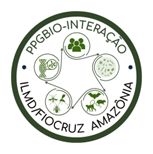 PPGBIO-INTERAÇÃO
ILMD/FIOCRUZ AMAZÔNIA